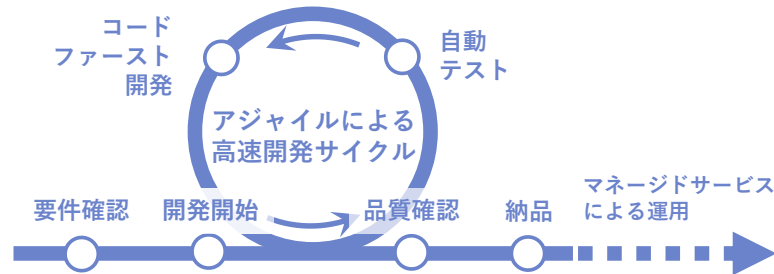 コード
ファースト
開発
自動
テスト
アジャイルによる
高速開発サイクル
要件確認
開発開始
品質確認
納品
マネージドサービス
による運用